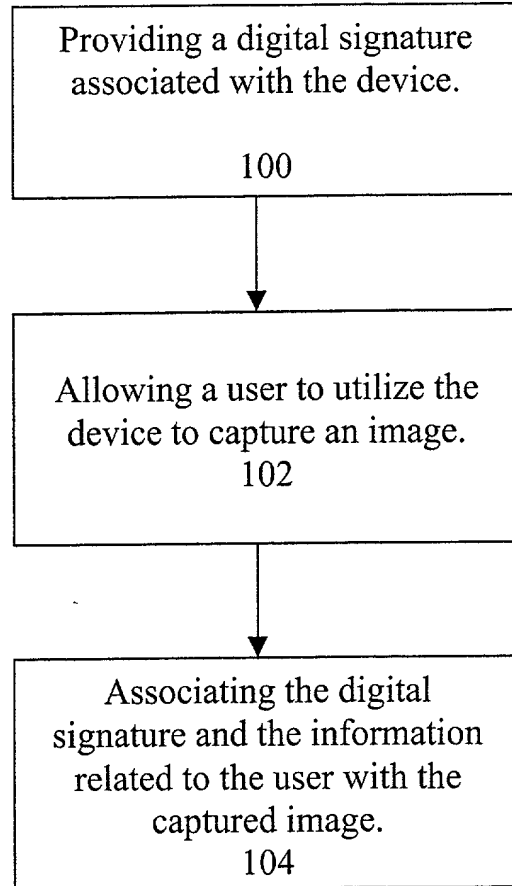 Providing a digital signature
associated with the device.
100
Allowing a user to utilize the
device to capture an image.
102
Associating the digital
signature and the information
related to the user with the
captured image.
104